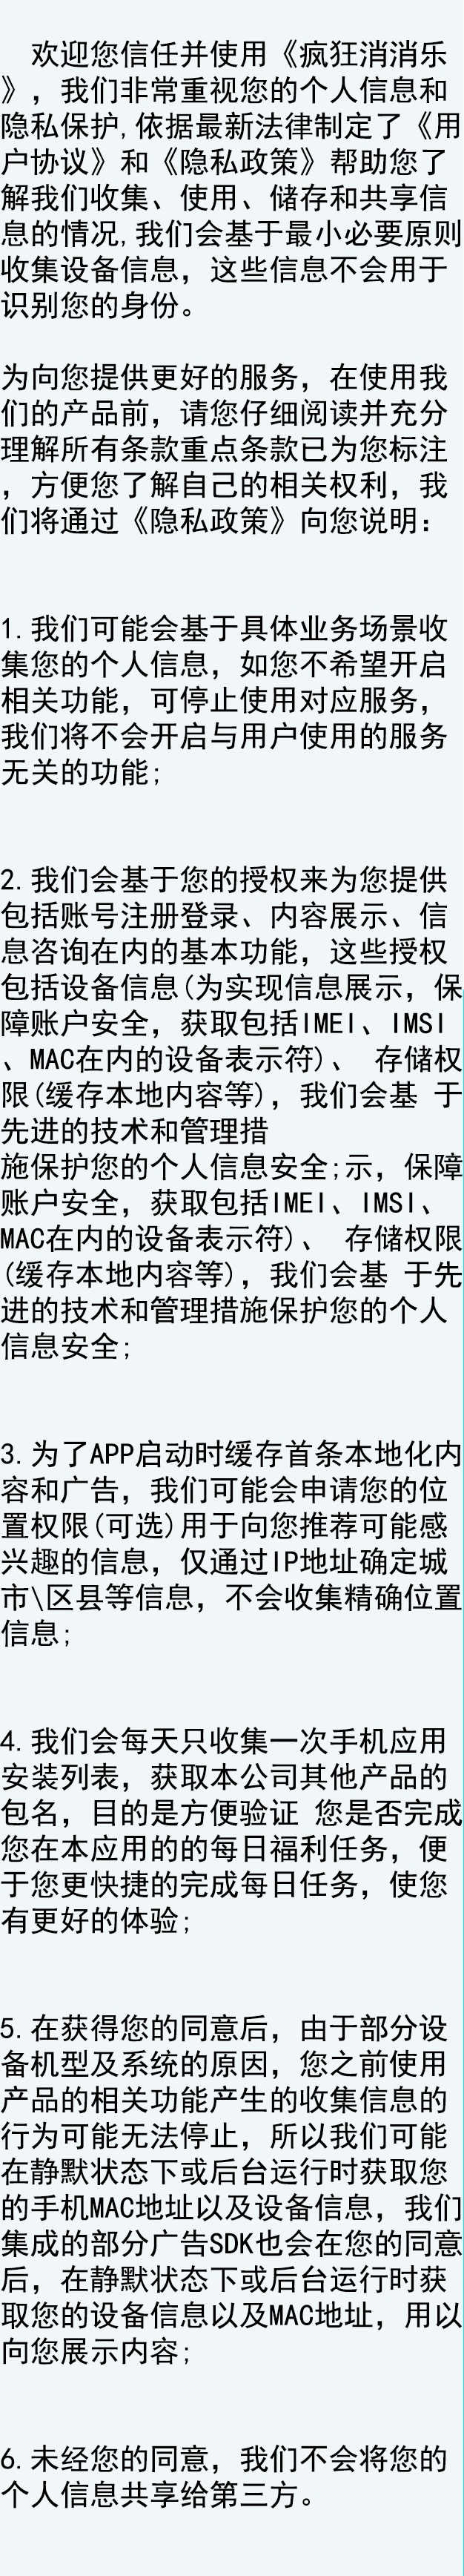 欢迎您信任并使用《疯狂消消乐
》，我们非常重视您的个人信息和
隐私保护,依据最新法律制定了《用
户协议》和《隐私政策》帮助您了
解我们收集、使用、储存和共享信
息的情况,我们会基于最小必要原则
收集设备信息，这些信息不会用于
识别您的身份。
为向您提供更好的服务，在使用我
们的产品前，请您仔细阅读并充分
理解所有条款重点条款已为您标注
，方便您了解自己的相关权利，我
们将通过《隐私政策》向您说明：
1.我们可能会基于具体业务场景收
集您的个人信息，如您不希望开启
相关功能，可停止使用对应服务，
我们将不会开启与用户使用的服务
无关的功能;
2.我们会基于您的授权来为您提供
包括账号注册登录、内容展示、信
息咨询在内的基本功能，这些授权
包括设备信息(为实现信息展示，保
障账户安全，获取包括IMEI、IMSI
、MAC在内的设备表示符)、 存储权
限(缓存本地内容等)，我们会基 于
先进的技术和管理措
施保护您的个人信息安全;示，保障
账户安全，获取包括IMEI、IMSI、
MAC在内的设备表示符)、 存储权限
(缓存本地内容等)，我们会基 于先
进的技术和管理措施保护您的个人
信息安全;
3.为了APP启动时缓存首条本地化内
容和广告，我们可能会申请您的位
置权限(可选)用于向您推荐可能感
兴趣的信息，仅通过IP地址确定城
市\区县等信息，不会收集精确位置
信息;
4.我们会每天只收集一次手机应用
安装列表，获取本公司其他产品的
包名，目的是方便验证 您是否完成
您在本应用的的每日福利任务，便
于您更快捷的完成每日任务，使您
有更好的体验;
5.在获得您的同意后，由于部分设
备机型及系统的原因，您之前使用
产品的相关功能产生的收集信息的
行为可能无法停止，所以我们可能
在静默状态下或后台运行时获取您
的手机MAC地址以及设备信息，我们
集成的部分广告SDK也会在您的同意
后，在静默状态下或后台运行时获
取您的设备信息以及MAC地址，用以
向您展示内容;
6.未经您的同意，我们不会将您的
个人信息共享给第三方。